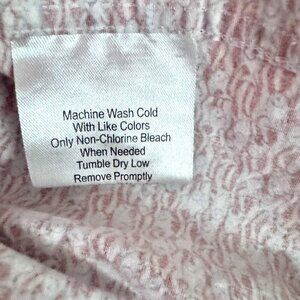 Machine Wash Cold
With Like Colors
Only Non-Chlorine Bleach
When Needed
Tumble Dry Low
Remove Promptly